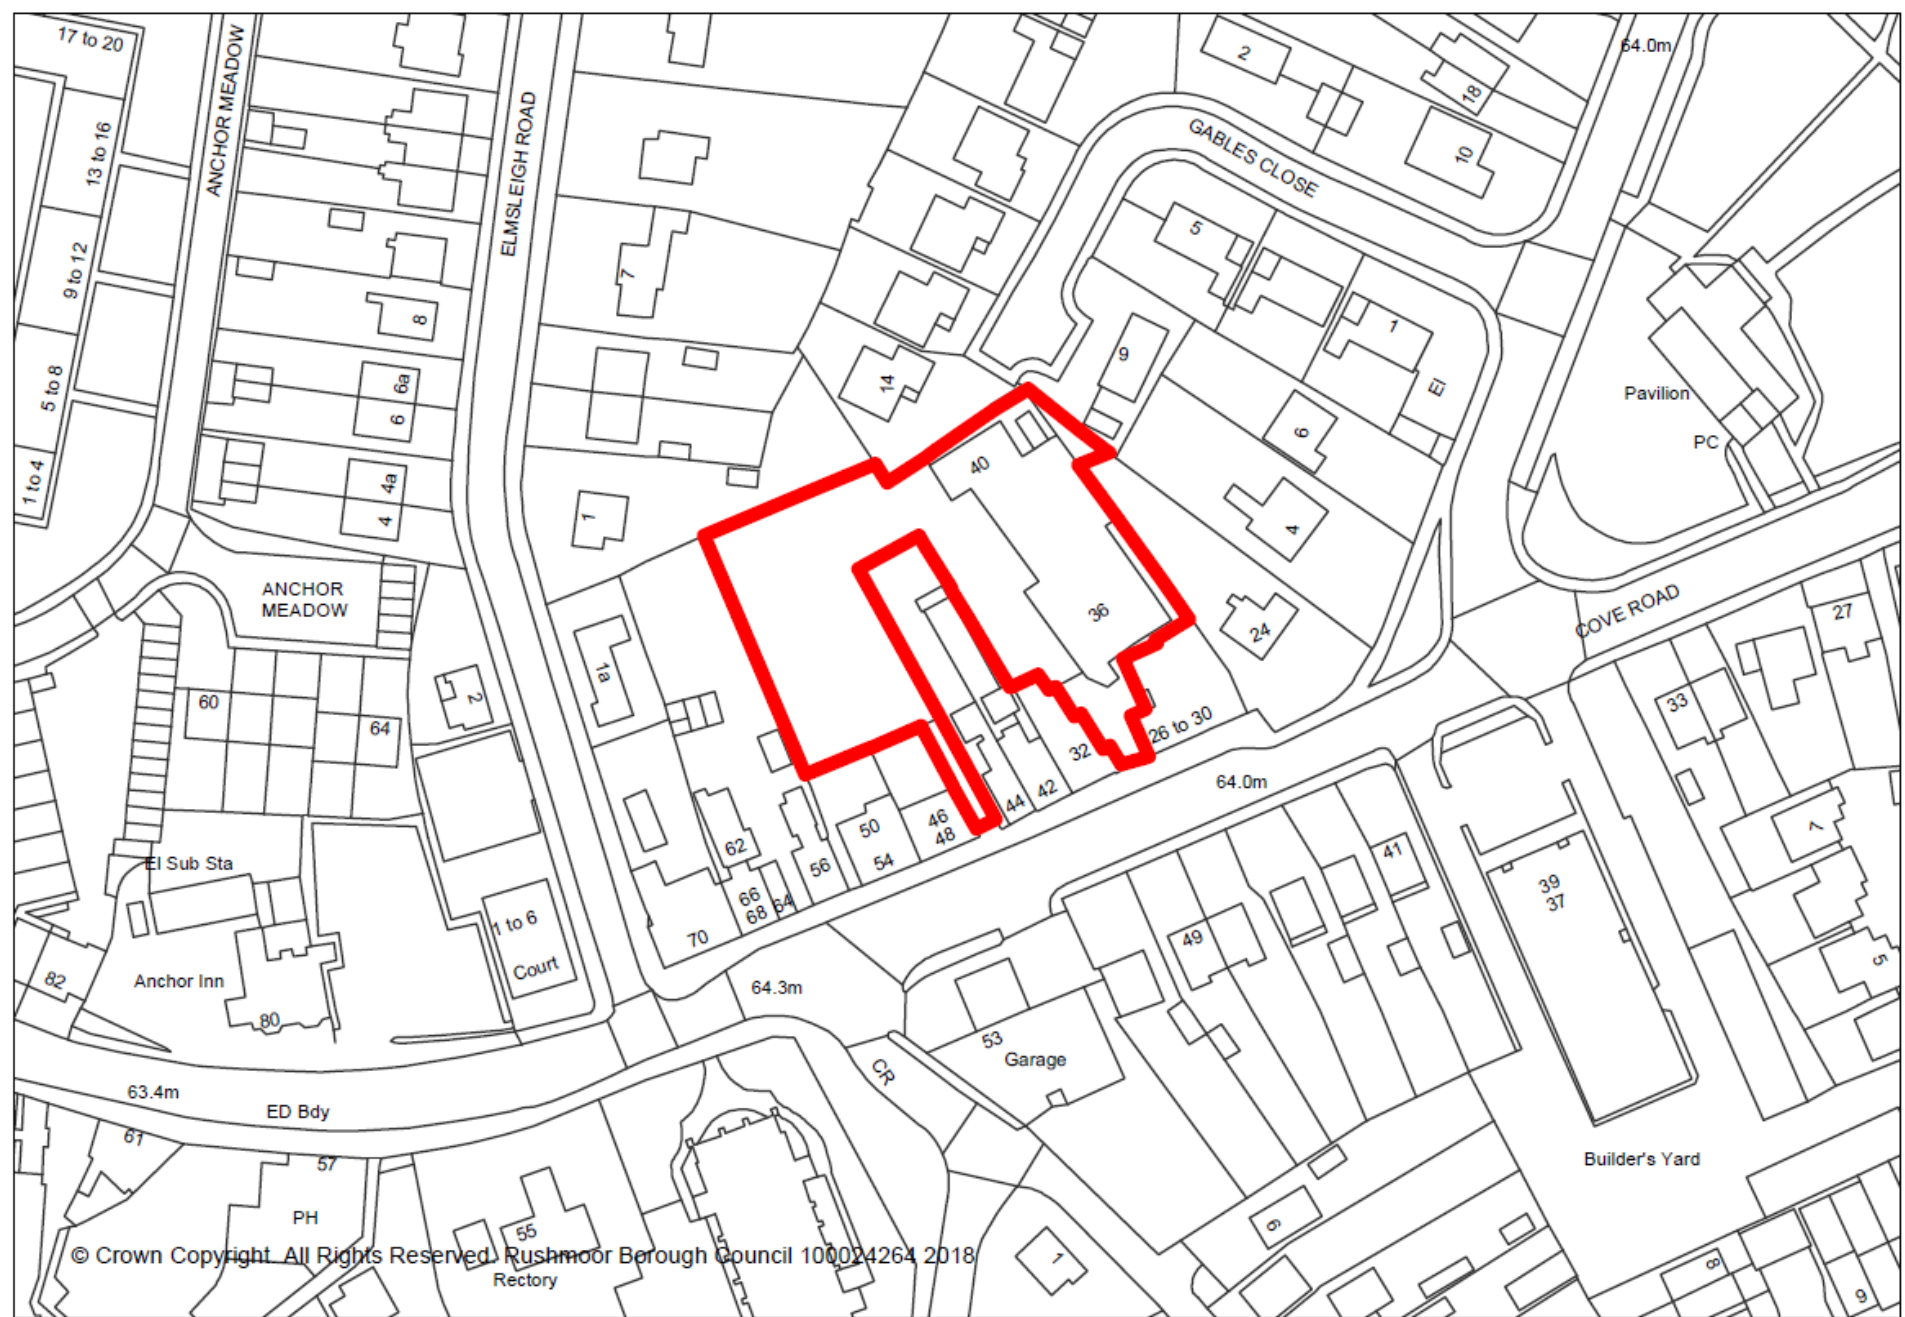 17 to 20
ANCHOR MEADOW
ELMSLEIGH ROAD
2
64.0m
18
13 to 16
GABLES CLOSE
10
5
9 to 12
7
8
1
9
14
5 to 8
6a
6
El
Pavilion
6
PC
40
1 to 4
4a
4
1
4
ANCHOR
MEADOW
36
COVE ROAD
27
24
1a
60
2
64
33
26 to 30
32
64.0m
42
44
46
48
50
54
7
62
56
41
El Sub Sta
66
68
64
39
37
1 to 6
Court
70
49
5
82
Anchor Inn
80
64.3m
53
Garage
CR
63.4m
ED Bdy
61
57
Builder's Yard
PH
55
6
© Crown Copyright. All Rights Reserved. Rushmoor Borough Council 100024264 2018
Rectory
1
8
9